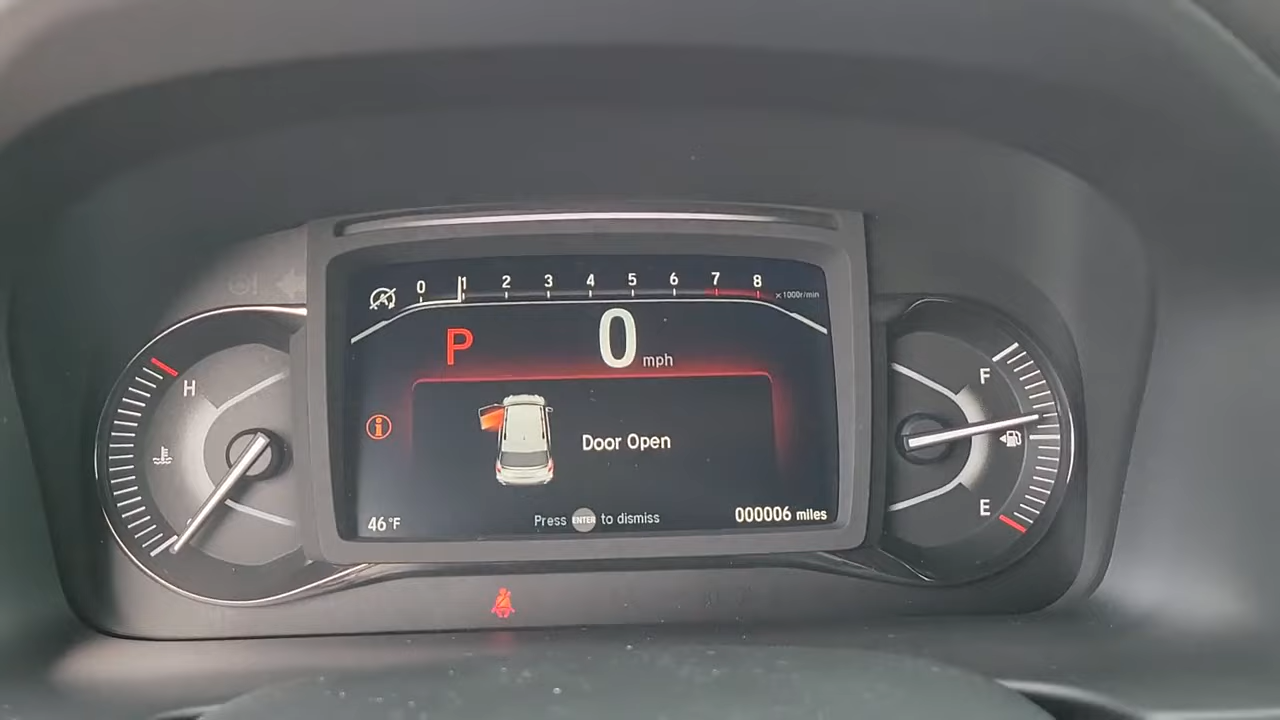 0 1 2 3 4 5 6 7 8
x1000r/min
P 0 mph
H
F
Door Open
E
Press ENTER to dismiss
000006 miles
46°F